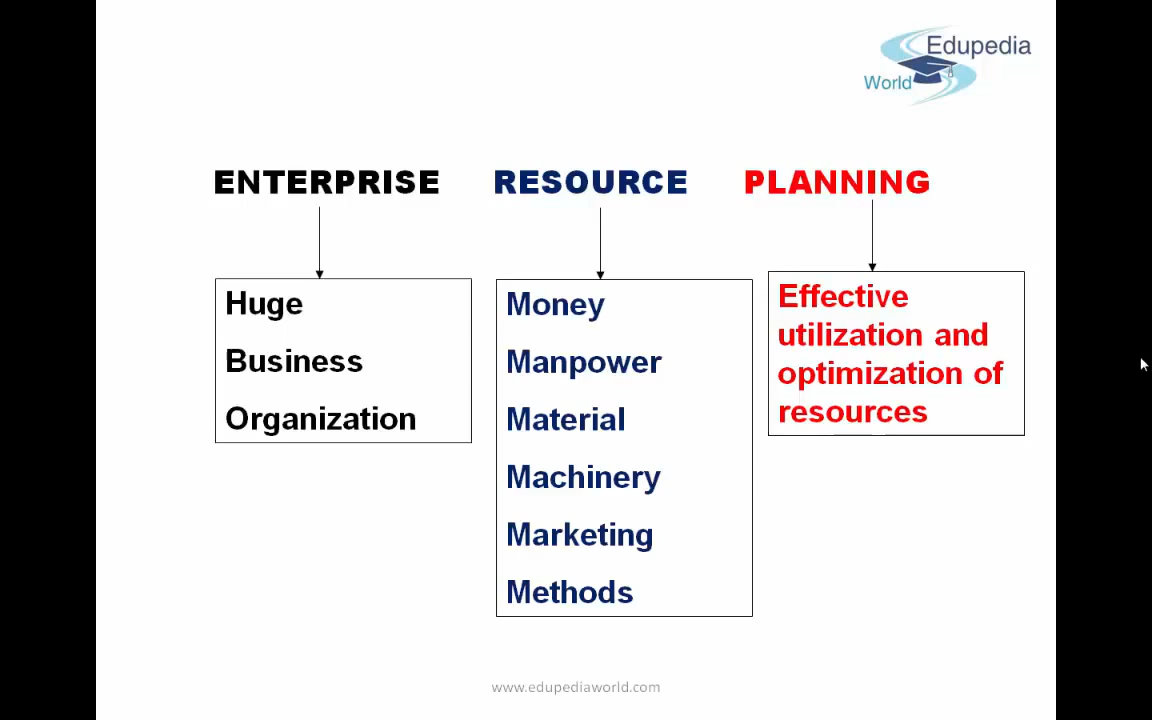 Edupedia
World
ENTERPRISE RESOURCE PLANNING
Huge
Business
Organization
Money
Manpower
Material
Machinery
Marketing
Methods
Effective
utilization and
optimization of
resources
www.edupediaworld.com